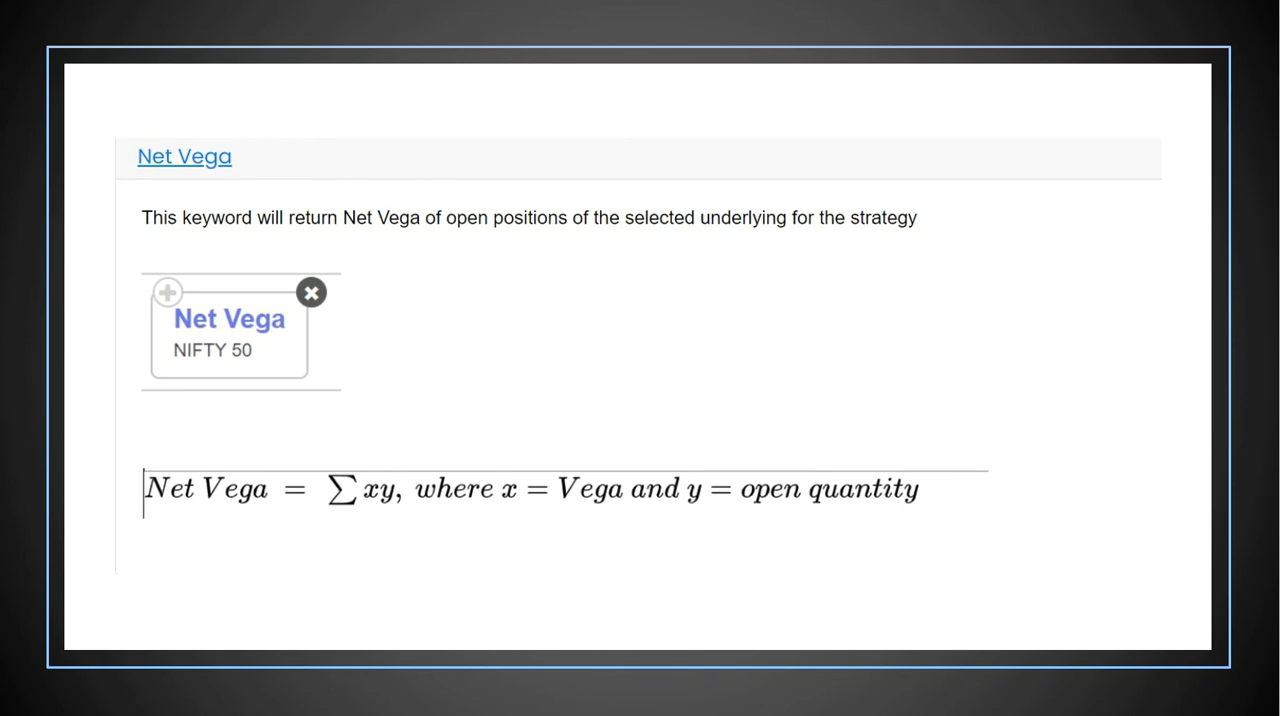 Net Vega
This keyword will return Net Vega of open positions of the selected underlying for the strategy
Net Vega
NIFTY 50
Net Vega = ∑ xy, where x = Vega and y = open quantity